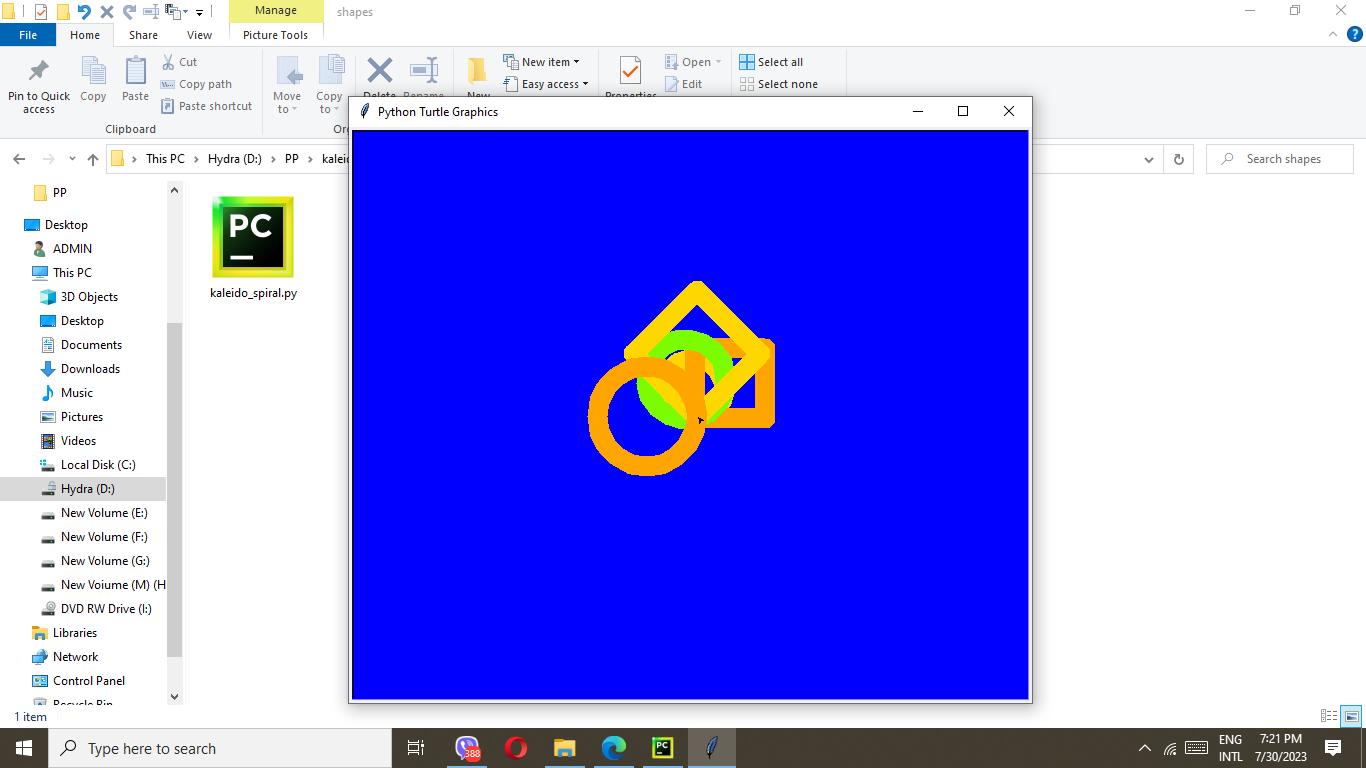 Manage
shapes
File
Home
Share
View
Picture Tools
Pin to Quick access
Copy
Paste
Cut
Copy path
Paste shortcut
Move to
Copy to
Delete
Rename
New
New item
Easy access
Properties
Open
Edit
Select all
Select none
Clipboard
Python Turtle Graphics
This PC > Hydra (D:) > PP >
Search shapes
PP
Desktop
ADMIN
This PC
3D Objects
Desktop
Documents
Downloads
Music
Pictures
Videos
Local Disk (C:)
Hydra (D:)
New Volume (E:)
New Volume (F:)
New Volume (G:)
New Voiume (M) (H
DVD RW Drive (I:)
Libraries
Network
Control Panel
Recycle Bin
PC
kaleido_spiral.py
1 item
Type here to search
388
PC
ENG
INTL
7:21 PM
7/30/2023